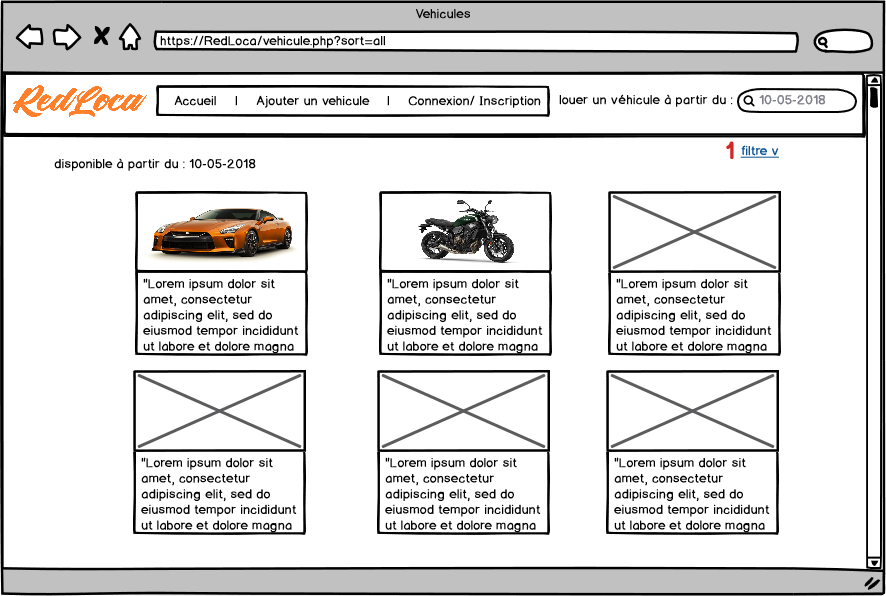 Vehicules
https://RedLoca/vehicule.php?sort=all
RedLoca
Accueil | Ajouter un vehicule | Connexion/ Inscription
louer un véhicule à partir du : 10-05-2018
1 filtre v
disponible à partir du : 10-05-2018
"Lorem ipsum dolor sit
amet, consectetur
adipiscing elit, sed do
eiusmod tempor incididunt
ut labore et dolore magna
"Lorem ipsum dolor sit
amet, consectetur
adipiscing elit, sed do
eiusmod tempor incididunt
ut labore et dolore magna
"Lorem ipsum dolor sit
amet, consectetur
adipiscing elit, sed do
eiusmod tempor incididunt
ut labore et dolore magna
"Lorem ipsum dolor sit
amet, consectetur
adipiscing elit, sed do
eiusmod tempor incididunt
ut labore et dolore magna
"Lorem ipsum dolor sit
amet, consectetur
adipiscing elit, sed do
eiusmod tempor incididunt
ut labore et dolore magna
"Lorem ipsum dolor sit
amet, consectetur
adipiscing elit, sed do
eiusmod tempor incididunt
ut labore et dolore magna